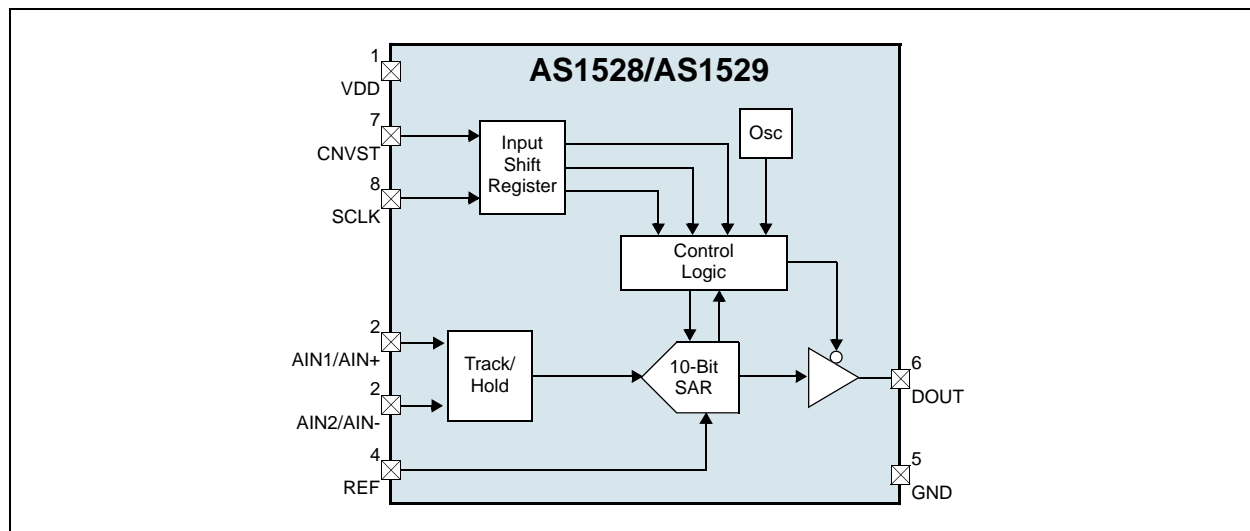 AS1528/AS1529
1
VDD
7
CNVST
8
SCLK
Input
Shift
Register
Osc
Control
Logic
2
AIN1/AIN+
2
AIN2/AIN-
4
REF
Track/
Hold
10-Bit
SAR
6
DOUT
5
GND